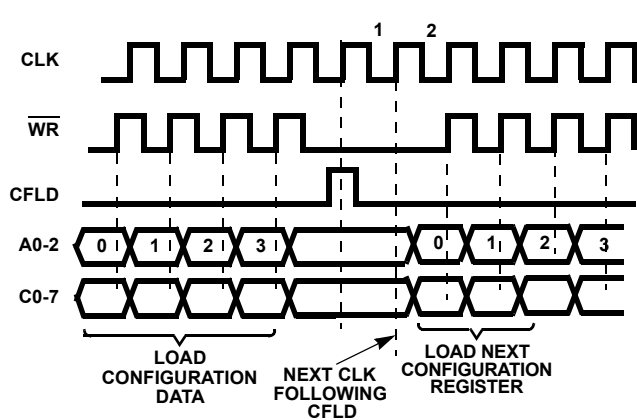 1 2
CLK
WR
CFLD
A0-2 0 1 2 3 0 1 2 3
C0-7
LOAD
CONFIGURATION
DATA
NEXT CLK
FOLLOWING
CFLD
LOAD NEXT
CONFIGURATION
REGISTER